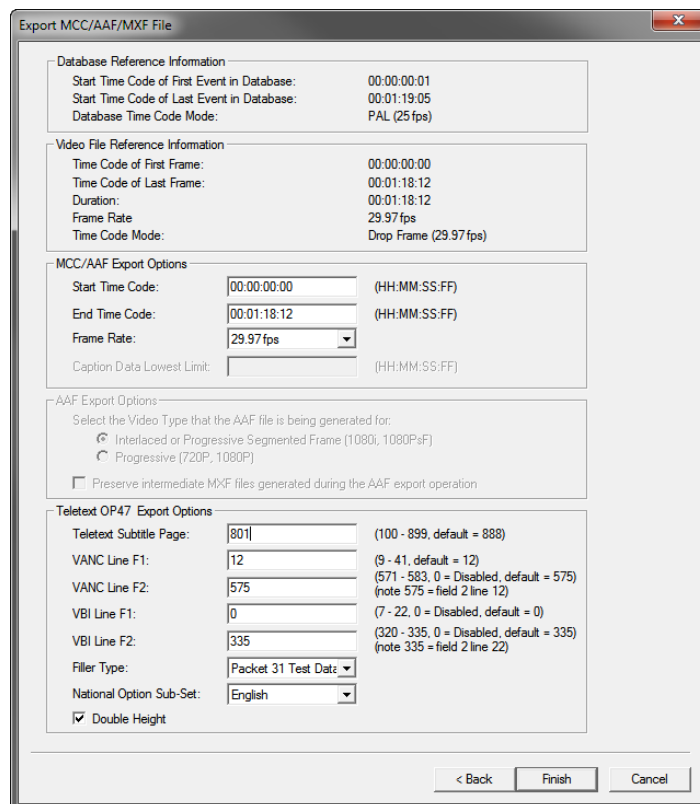 Export MCC/AAF/MXF File
Database Reference Information
Start Time Code of First Event in Database: 00:00:00:01
Start Time Code of Last Event in Database: 00:01:19:05
Database Time Code Mode: PAL (25 fps)
Video File Reference Information
Time Code of First Frame: 00:00:00:00
Time Code of Last Frame: 00:01:18:12
Duration: 00:01:18:12
Frame Rate 29.97 fps
Time Code Mode: Drop Frame (29.97 fps)
MCC/AAF Export Options
Start Time Code: 00:00:00:00 (HH:MM:SS:FF)
End Time Code: 00:01:18:12 (HH:MM:SS:FF)
Frame Rate: 29.97 fps
Caption Data Lowest Limit: (HH:MM:SS:FF)
AAF Export Options
Select the Video Type that the AAF file is being generated for:
Interlaced or Progressive Segmented Frame (1080i, 1080PsF)
Progressive (720P, 1080P)
Preserve intermediate MXF files generated during the AAF export operation
Teletext OP47 Export Options
Teletext Subtitle Page: 801 (100 - 899, default = 888)
VANC Line F1: 12 (9 - 41, default = 12)
VANC Line F2: 575 (571 - 583, 0 = Disabled, default = 575)
(note 575 = field 2 line 12)
VBI Line F1: 0 (7 - 22, 0 = Disabled, default = 0)
VBI Line F2: 335 (320 - 335, 0 = Disabled, default = 335)
(note 335 = field 2 line 22)
Filler Type: Packet 31 Test Data
National Option Sub-Set: English
Double Height
< Back Finish Cancel